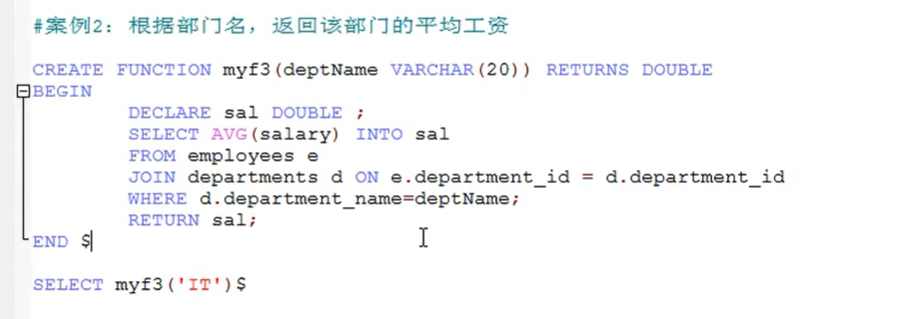 #案例2：根据部门名，返回该部门的平均工资
CREATE FUNCTION myf3(deptName VARCHAR(20)) RETURNS DOUBLE
BEGIN
DECLARE sal DOUBLE ;
SELECT AVG(salary) INTO sal
FROM employees e
JOIN departments d ON e.department_id = d.department_id
WHERE d.department_name=deptName;
RETURN sal;
END $
SELECT myf3('IT')$